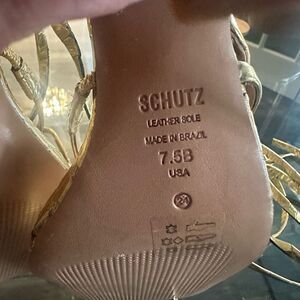 SCHUTZ
LEATHER SOLE
MADE IN BRAZIL
7.5B
USA